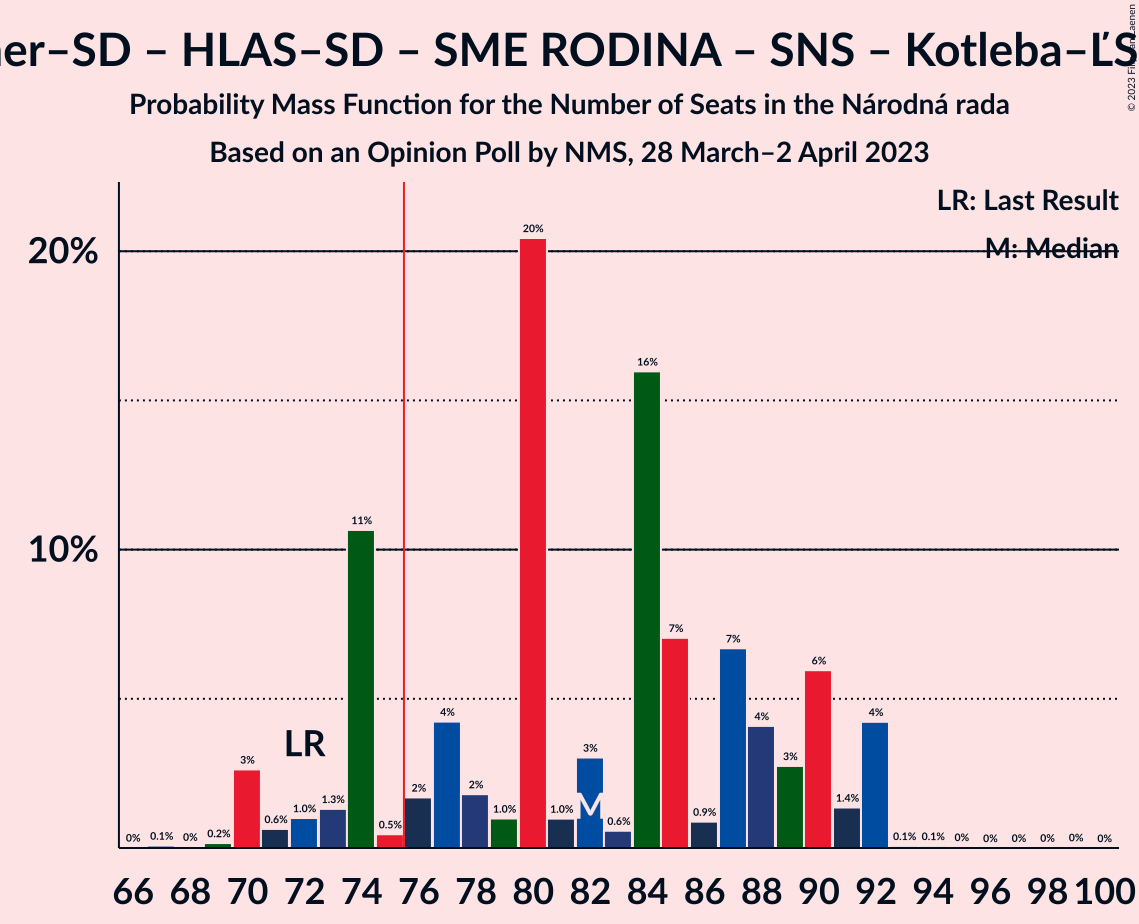 er–SD – HLAS–SD – SME RODINA – SNS – Kotleba–ĽS
Probability Mass Function for the Number of Seats in the Národná rada
Based on an Opinion Poll by NMS, 28 March–2 April 2023
© 2023
LR: Last Result
M: Median
20%
10%
0% 0.1% 0% 0.2% 3% 0.6% 1.0% 1.3% 11% 0.5% 2% 4% 2% 1.0% 20% 1.0% 3% 0.6% 16% 7% 0.9% 7% 4% 3% 6% 1.4% 4% 0.1% 0.1% 0% 0% 0% 0% 0% 0%
LR
M
66 68 70 72 74 76 78 80 82 84 86 88 90 92 94 96 98 100